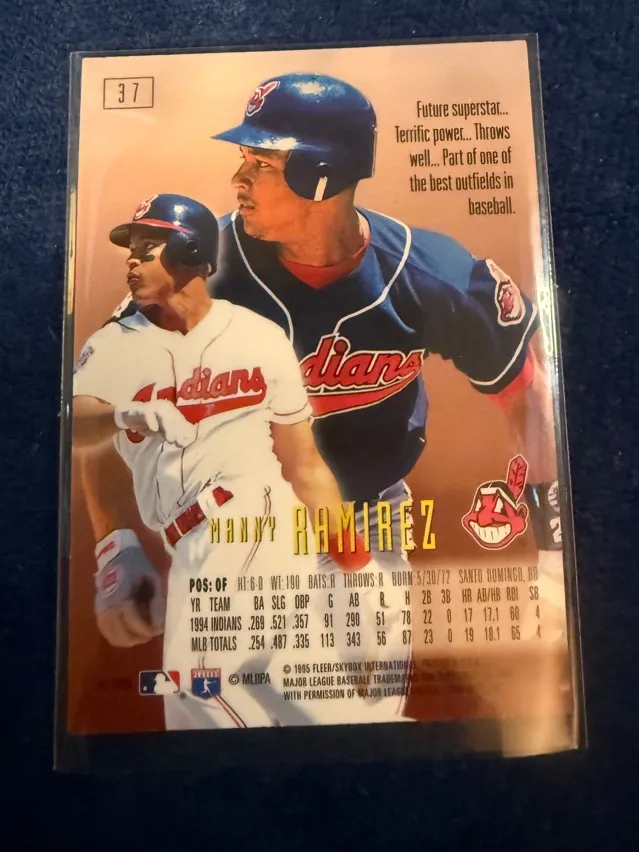 37
Future superstar...
Terrific power... Throws
well... Part of one of
the best outfields in
baseball.
Indians
Indians
MANNY RAMIREZ
POS: OF HT: 6-0 WT: 190 BATS: R THROWS: R BORN: 5/30/72 SANTO DOMINGO, DR
YR TEAM BA SLG OBP G AB R H 2B 3B HR AB/HR RBI SB
1994 INDIANS .269 .521 .357 91 290 51 78 22 0 17 17.1 60 4
MLB TOTALS .254 .487 .335 113 343 56 87 23 0 19 18.1 65 4
© MLBPA
© 1995 FLEER/SKYBOX INTERNATIONAL
MAJOR LEAGUE BASEBALL TRADEMARKS
WITH PERMISSION OF MAJOR LEAGUE